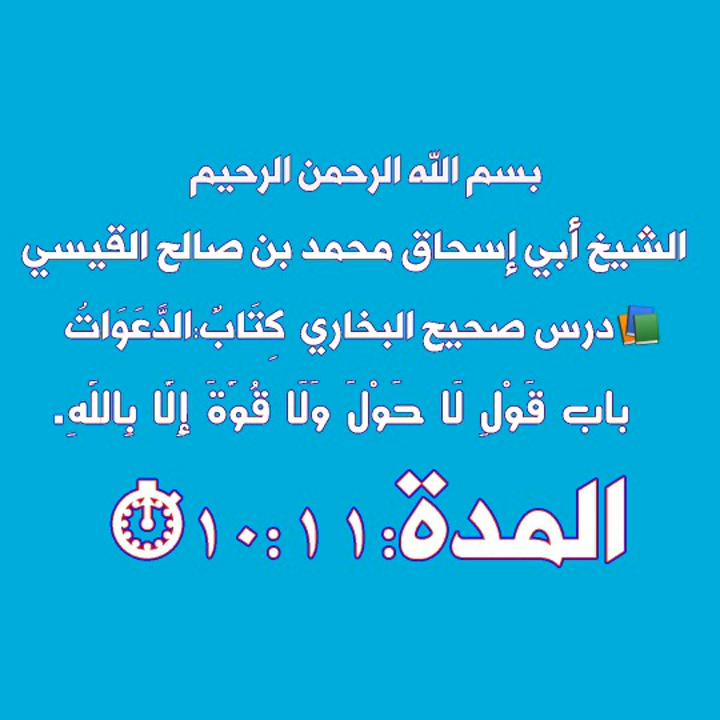 بسم الله الرحمن الرحيم
الشيخ أبي إسحاق محمد بن صالح القيسي
درس صحيح البخاري كِتَابٌ:الدَّعَوَاتُ
باب قَوْلِ لَا حَوْلَ وَلَا قُوَّةَ إِلَّا بِاللَّهِ.
المدة:١١:١٠